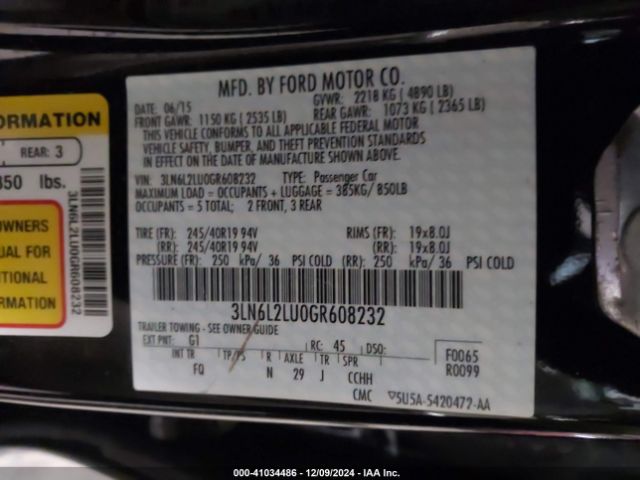 ORMATION
REAR: 3
850 lbs.
OWNERS
UAL FOR
ITIONAL
RMATION
3LN6L2LU0GR608232
MFD. BY FORD MOTOR CO.
DATE: 06/15 GVWR: 2218 KG ( 4890 LB)
FRONT GAWR: 1150 KG ( 2535 LB) REAR GAWR: 1073 KG ( 2365 LB)
THIS VEHICLE CONFORMS TO ALL APPLICABLE FEDERAL MOTOR
VEHICLE SAFETY, BUMPER, AND THEFT PREVENTION STANDARDS
IN EFFECT ON THE DATE OF MANUFACTURE SHOWN ABOVE.
VIN: 3LN6L2LU0GR608232 TYPE: Passenger Car
MAXIMUM LOAD = OCCUPANTS + LUGGAGE = 385KG/ 850LB
OCCUPANTS = 5 TOTAL; 2 FRONT, 3 REAR
TIRE (FR): 245/40R19 94V RIMS (FR): 19x8.0J
(RR): 245/40R19 94V (RR): 19x8.0J
PRESSURE (FR): 250 kPa/ 36 PSI COLD (RR): 250 kPa/ 36 PSI COLD
3LN6L2LU0GR608232
TRAILER TOWING - SEE OWNER GUIDE
EXT PNT: G1 RC: 45 DSO: F0065
INT TR TP/PS R AXLE TR SPR R0099
FQ N 29 J CCHH
CMC 5U5A-5420472-AA
000-41034486 - 12/09/2024 - IAA Inc.